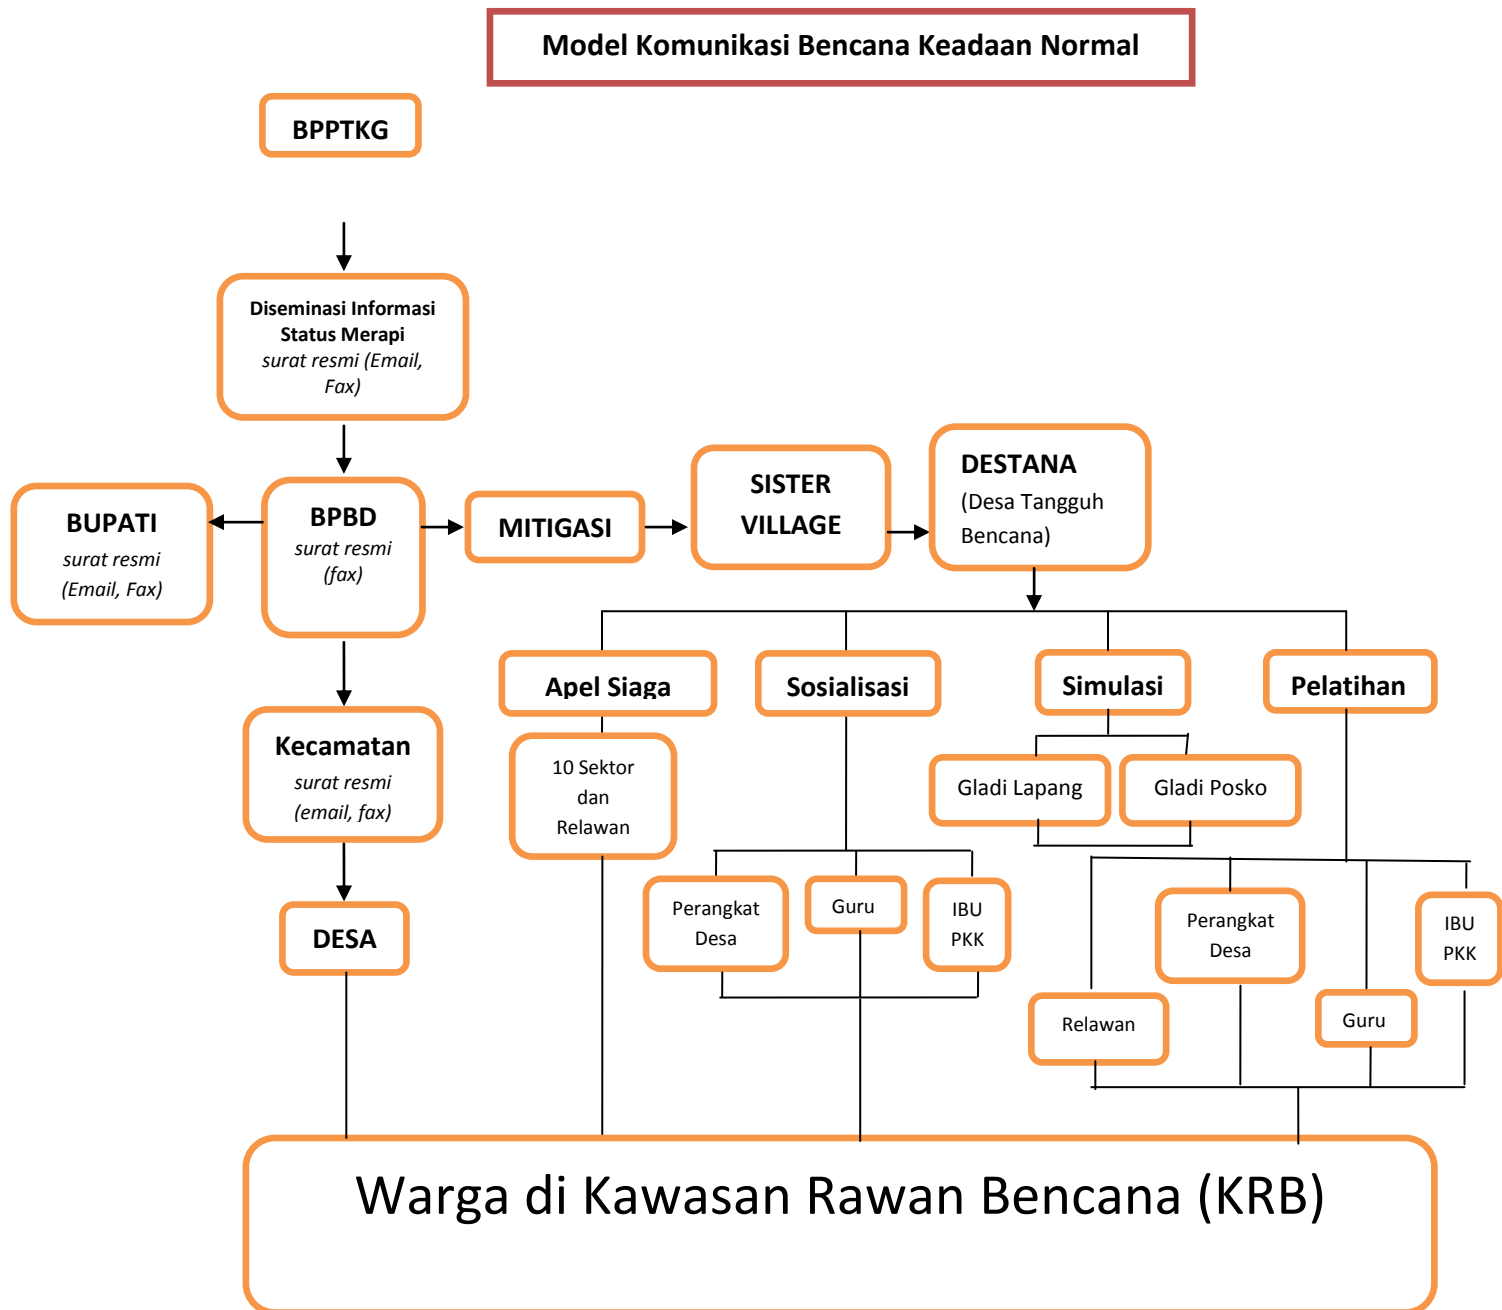 Model Komunikasi Bencana Keadaan Normal
BPPTKG
Diseminasi Informasi
Status Merapi
surat resmi (Email,
Fax)
BUPATI
surat resmi
(Email, Fax)
BPBD
surat resmi
(fax)
MITIGASI
SISTER
VILLAGE
DESTANA
(Desa Tangguh
Bencana)
Apel Siaga
Sosialisasi
Simulasi
Pelatihan
Kecamatan
surat resmi
(email, fax)
10 Sektor
dan
Relawan
Gladi Lapang
Gladi Posko
DESA
Perangkat
Desa
Guru
IBU
PKK
Relawan
Perangkat
Desa
Guru
IBU
PKK
Warga di Kawasan Rawan Bencana (KRB)